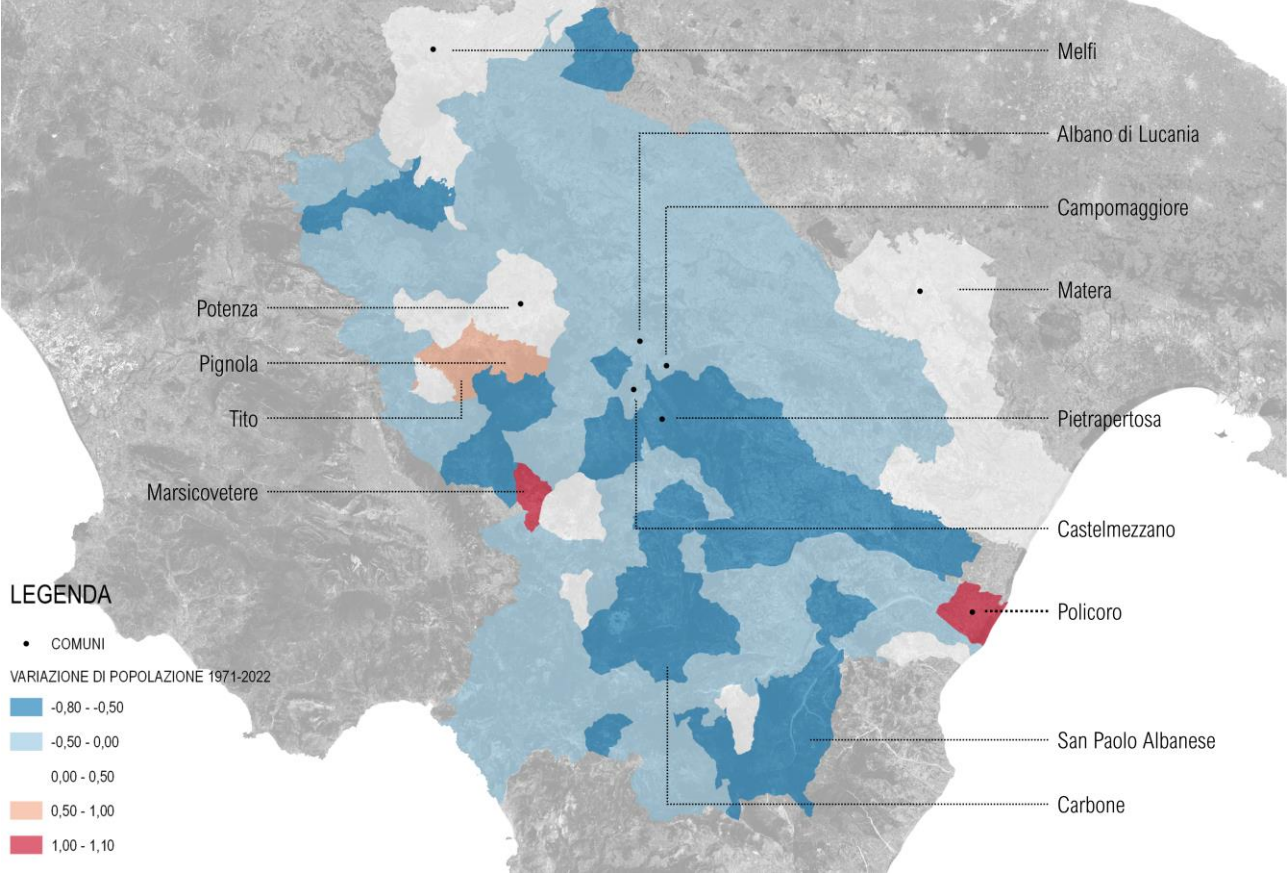 Melfi
Albano di Lucania
Campomaggiore
Matera
Potenza
Pignola
Tito
Pietrapertosa
Marsicovetere
Castelmezzano
Policoro
San Paolo Albanese
Carbone
LEGENDA
COMUNI
VARIAZIONE DI POPOLAZIONE 1971-2022
-0,80 - -0,50
-0,50 - 0,00
0,00 - 0,50
0,50 - 1,00
1,00 - 1,10